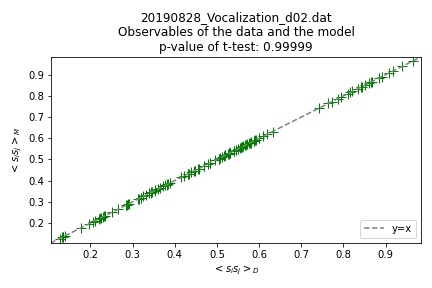 20190828_Vocalization_d02.dat
Observables of the data and the model
p-value of t-test: 0.99999
0.9
0.8
0.7
0.6
0.5
0.4
0.3
0.2
< s_i s_j >_M
y=x
0.2 0.3 0.4 0.5 0.6 0.7 0.8 0.9
< s_i s_j >_D